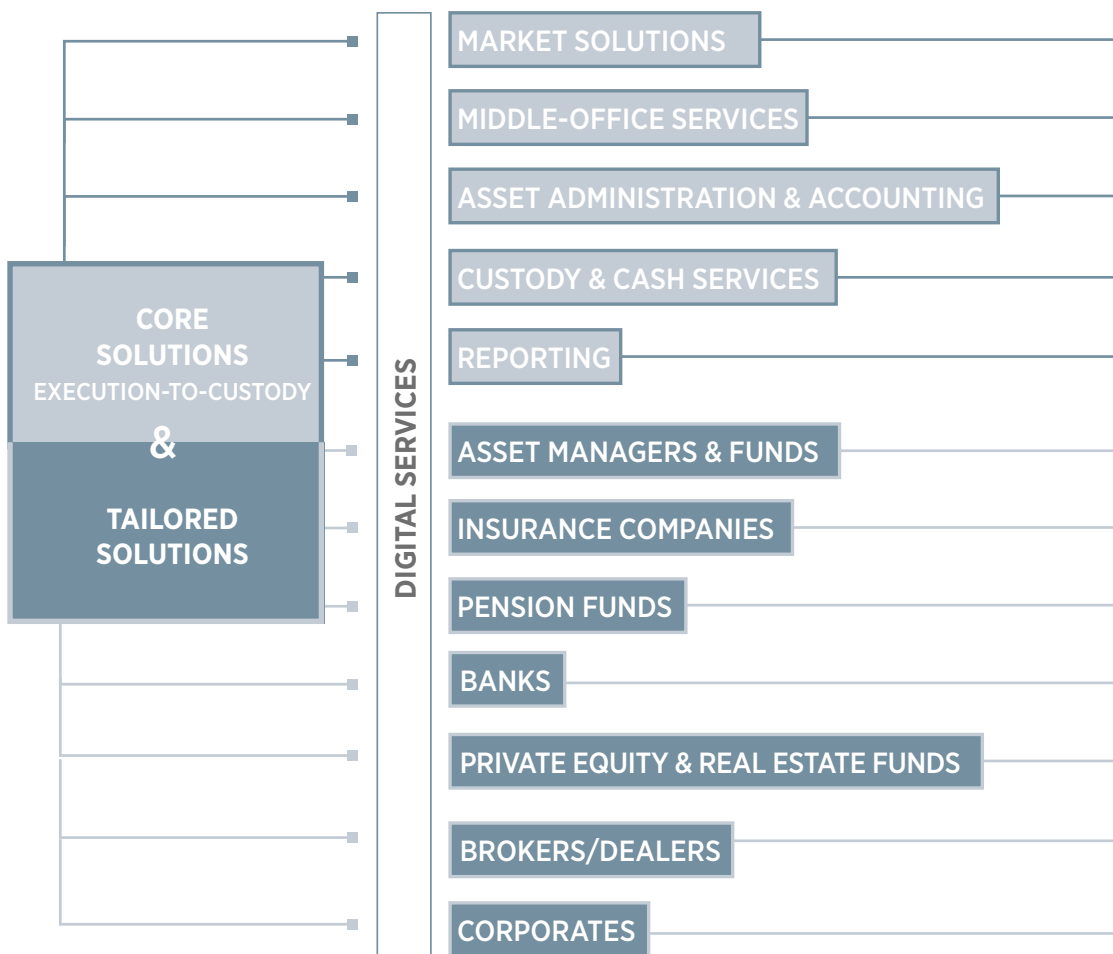 CORE
SOLUTIONS
EXECUTION-TO-CUSTODY
&
TAILORED
SOLUTIONS
DIGITAL SERVICES
MARKET SOLUTIONS
MIDDLE-OFFICE SERVICES
ASSET ADMINISTRATION & ACCOUNTING
CUSTODY & CASH SERVICES
REPORTING
ASSET MANAGERS & FUNDS
INSURANCE COMPANIES
PENSION FUNDS
BANKS
PRIVATE EQUITY & REAL ESTATE FUNDS
BROKERS/DEALERS
CORPORATES